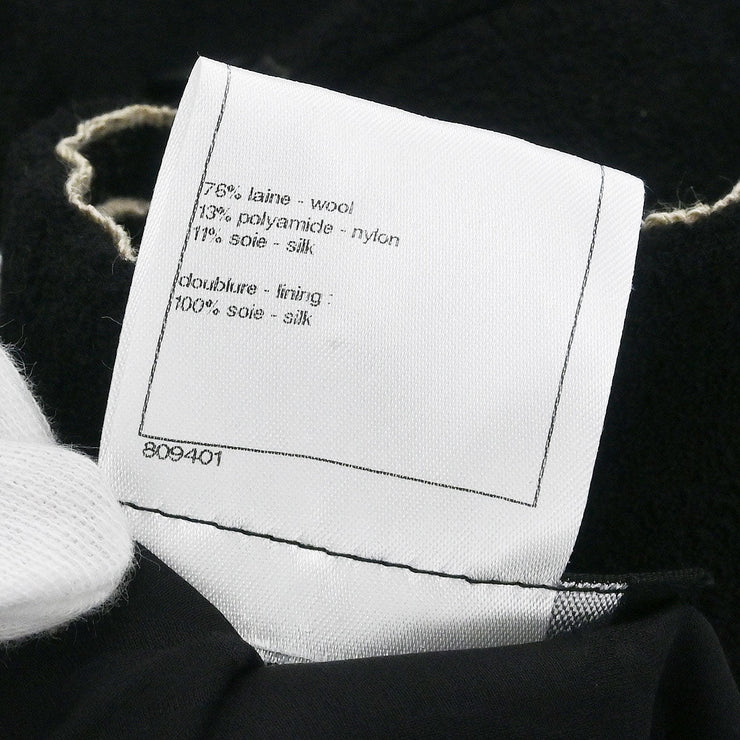 76% laine - wool
13% polyamide - nylon
11% soie - silk
doublure - lining :
100% soie - silk
809401